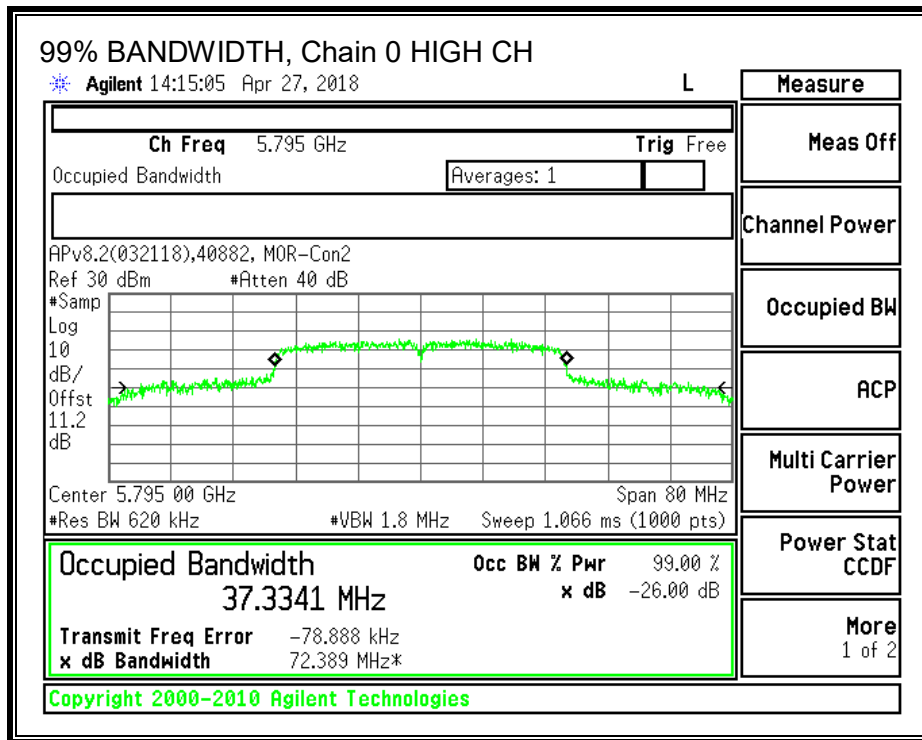 99% BANDWIDTH, Chain 0 HIGH CH
Agilent 14:15:05 Apr 27, 2018 L
Ch Freq 5.795 GHz Trig Free
Occupied Bandwidth Averages: 1
APv8.2(032118),40882, MOR-Con2
Ref 30 dBm #Atten 40 dB
#Samp
Log
10
dB/
Offst
11.2
dB
Center 5.795 00 GHz Span 80 MHz
#Res BW 620 kHz #VBW 1.8 MHz Sweep 1.066 ms (1000 pts)
Occupied Bandwidth Occ BW % Pwr 99.00 %
37.3341 MHz x dB -26.00 dB
Transmit Freq Error -78.888 kHz
x dB Bandwidth 72.389 MHz*
Copyright 2000-2010 Agilent Technologies
Measure
Meas Off
Channel Power
Occupied BW
ACP
Multi Carrier
Power
Power Stat
CCDF
More
1 of 2